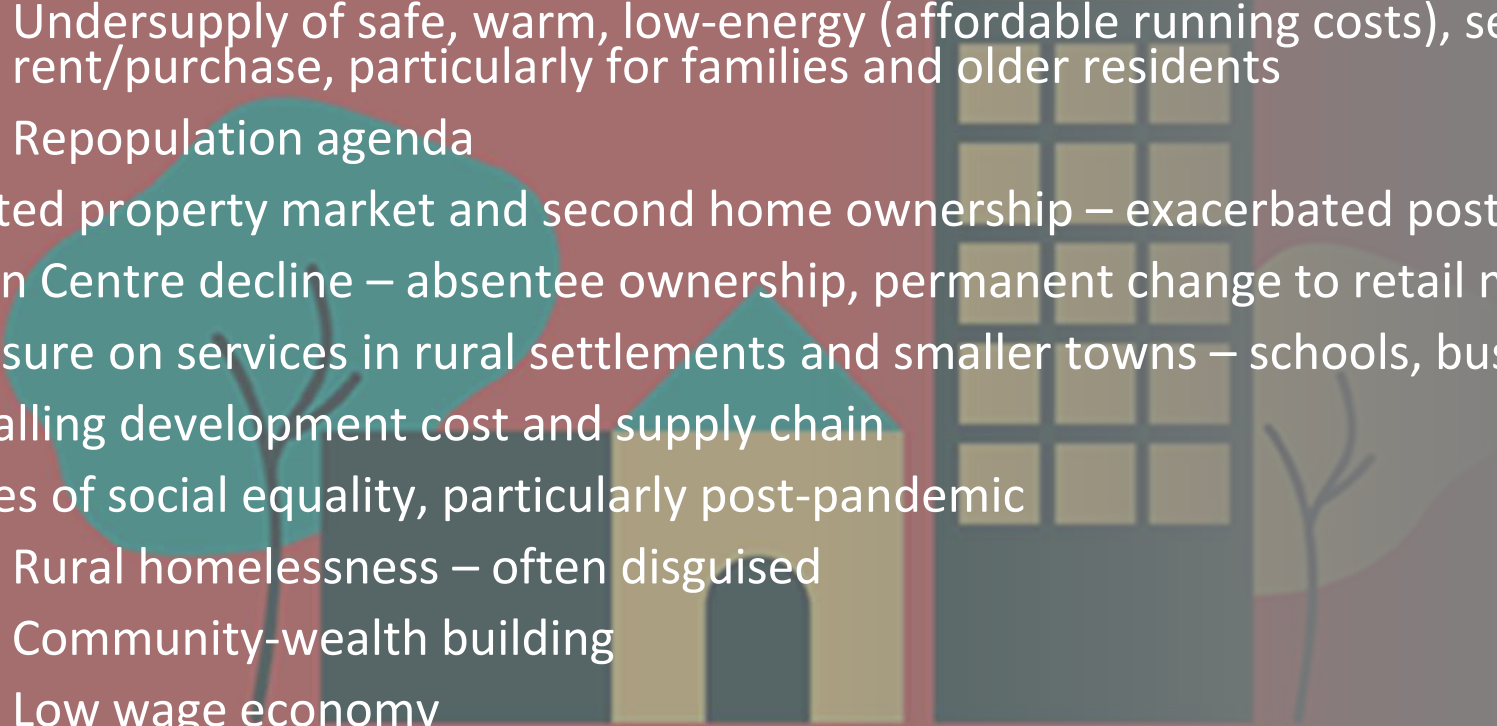 Undersupply of safe, warm, low-energy (affordable running costs), se
rent/purchase, particularly for families and older residents
Repopulation agenda
ted property market and second home ownership – exacerbated post
n Centre decline – absentee ownership, permanent change to retail
sure on services in rural settlements and smaller towns – schools, bus
alling development cost and supply chain
es of social equality, particularly post-pandemic
Rural homelessness – often disguised
Community-wealth building
Low wage economy